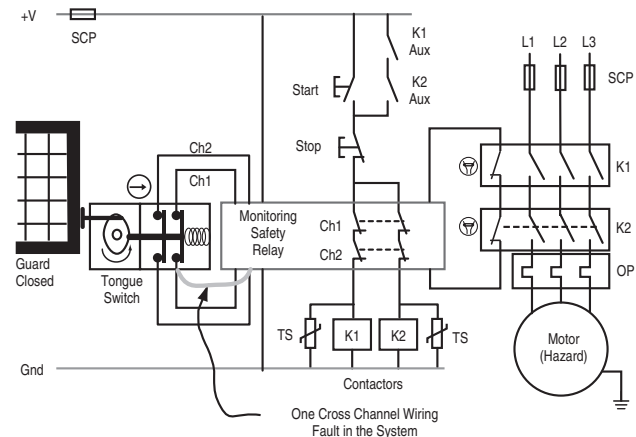 +V
SCP
K1
Aux
K2
Aux
Start
Stop
L1 L2 L3
SCP
Ch2
Ch1
K1
Monitoring
Safety
Relay
Ch1
Ch2
K2
Guard
Closed
Tongue
Switch
OP
TS
K1
K2
TS
Motor
(Hazard)
Gnd
Contactors
One Cross Channel Wiring
Fault in the System